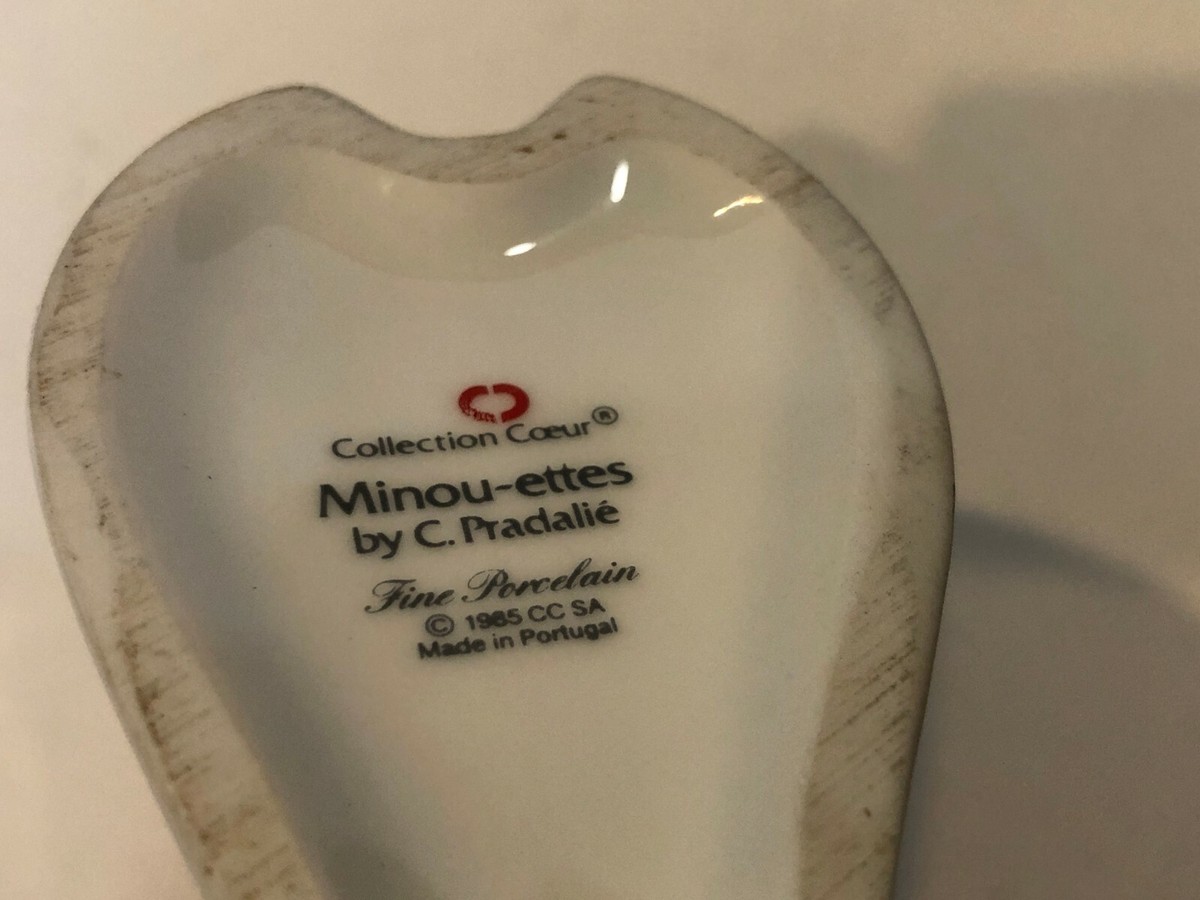 Collection Cœur®
Minou-ettes
by C. Pradalié
Fine Porcelain
© 1985 CC SA
Made in Portugal